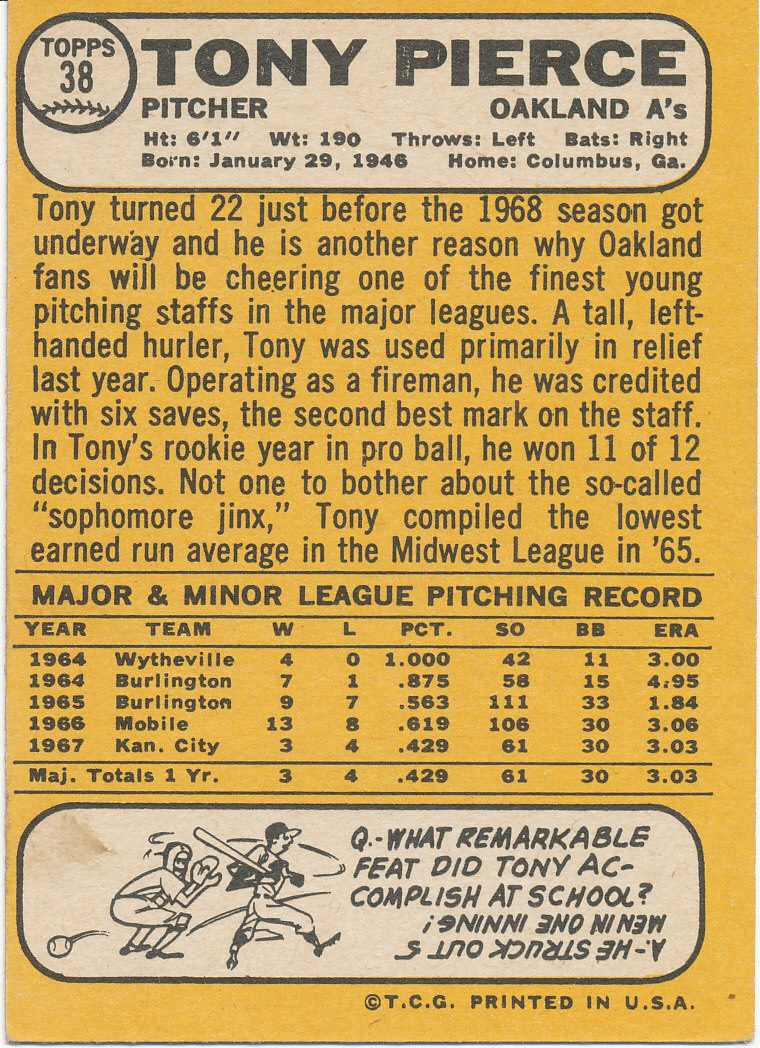 TOPPS
38
TONY PIERCE
PITCHER OAKLAND A's
Ht: 6'1" Wt: 190 Throws: Left Bats: Right
Born: January 29, 1946 Home: Columbus, Ga.
Tony turned 22 just before the 1968 season got
underway and he is another reason why Oakland
fans will be cheering one of the finest young
pitching staffs in the major leagues. A tall, left-
handed hurler, Tony was used primarily in relief
last year. Operating as a fireman, he was credited
with six saves, the second best mark on the staff.
In Tony's rookie year in pro ball, he won 11 of 12
decisions. Not one to bother about the so-called
"sophomore jinx," Tony compiled the lowest
earned run average in the Midwest League in '65.
MAJOR & MINOR LEAGUE PITCHING RECORD
YEAR TEAM W L PCT. SO BB ERA
1964 Wytheville 4 0 1.000 42 11 3.00
1964 Burlington 7 1 .875 58 15 4.95
1965 Burlington 9 7 .563 111 33 1.84
1966 Mobile 13 8 .619 106 30 3.06
1967 Kan. City 3 4 .429 61 30 3.03
Maj. Totals 1 Yr. 3 4 .429 61 30 3.03
Q.-WHAT REMARKABLE
FEAT DID TONY AC-
COMPLISH AT SCHOOL?
A.-HE STRUCK OUT 5
MEN IN ONE INNING!
©T.C.G. PRINTED IN U.S.A.